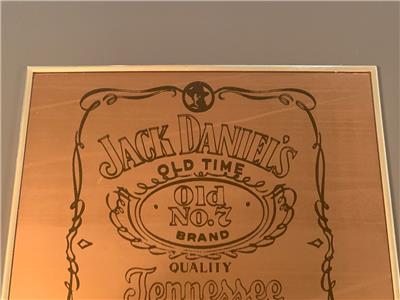 JACK DANIEL'S
OLD TIME
Old
No.7
BRAND
QUALITY
Tennessee